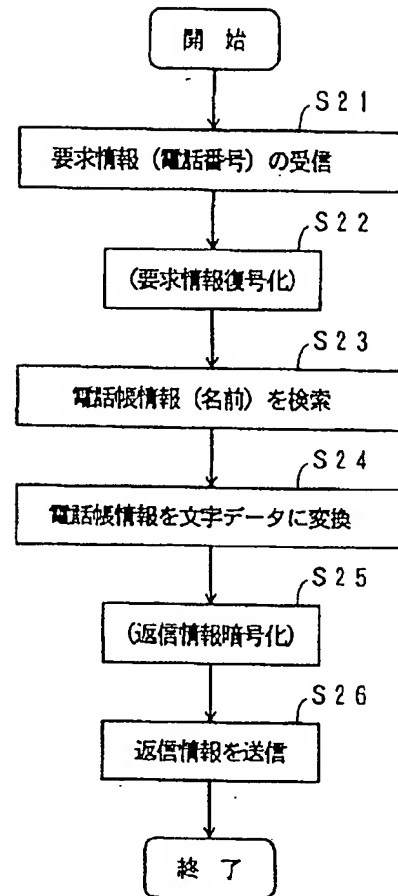 開 始
S21
要求情報（電話番号）の受信
S22
（要求情報復号化）
S23
電話帳情報（名前）を検索
S24
電話帳情報を文字データに変換
S25
（返信情報暗号化）
S26
返信情報を送信
終 了